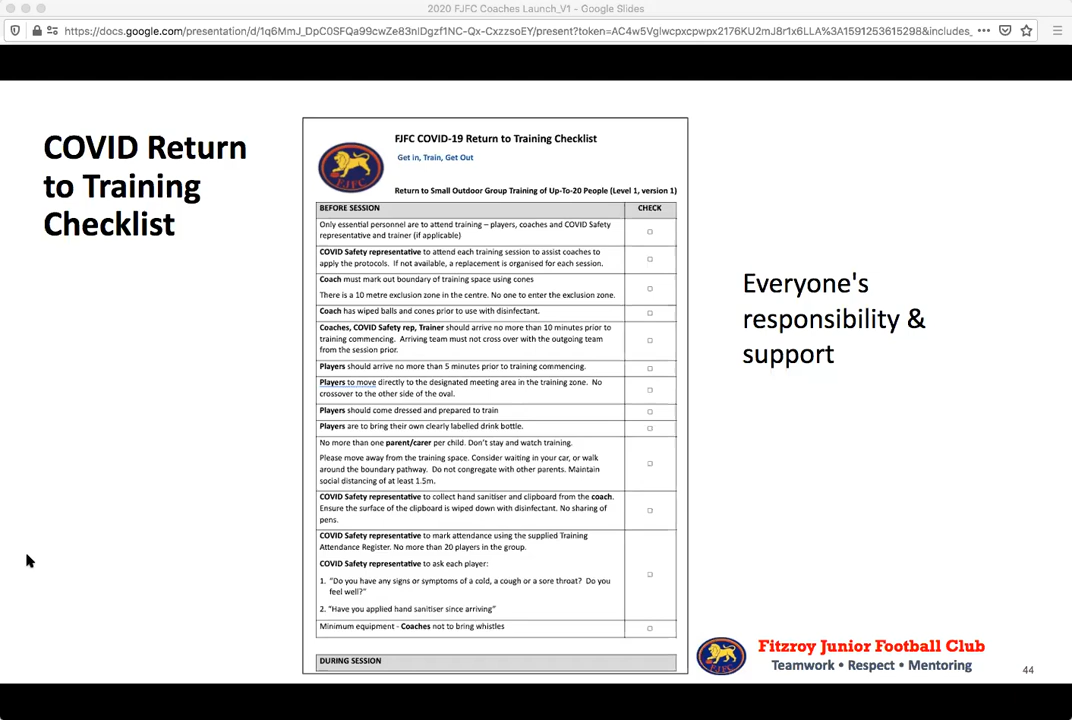 2020 FJFC Coaches Launch_V1 - Google Slides
https://docs.google.com/presentation/d/1q6MmJ_DpC0SFQa99cwZe83nlDgzf1NC-Qx-CxzzsoEY/present?token=AC4w5Vglwcpxcpwpx2176KU2mJ8r1x6LLA%3A1591253615298&includes_
COVID Return
to Training
Checklist
FJFC COVID-19 Return to Training Checklist
Get in, Train, Get Out
FJFC
Return to Small Outdoor Group Training of Up-To-20 People (Level 1, version 1)
BEFORE SESSION CHECK
Only essential personnel are to attend training – players, coaches and COVID Safety
representative and trainer (if applicable)
COVID Safety representative to attend each training session to assist coaches to
apply the protocols. If not available, a replacement is organised for each session.
Coach must mark out boundary of training space using cones
There is a 10 metre exclusion zone in the centre. No one to enter the exclusion zone.
Coach has wiped balls and cones prior to use with disinfectant.
Coaches, COVID Safety rep, Trainer should arrive no more than 10 minutes prior to
training commencing. Arriving team must not cross over with the outgoing team
from the session prior.
Players should arrive no more than 5 minutes prior to training commencing.
Players to move directly to the designated meeting area in the training zone. No
crossover to the other side of the oval.
Players should come dressed and prepared to train
Players are to bring their own clearly labelled drink bottle.
No more than one parent/carer per child. Don't stay and watch training.
Please move away from the training space. Consider waiting in your car, or walk
around the boundary pathway. Do not congregate with other parents. Maintain
social distancing of at least 1.5m.
COVID Safety representative to collect hand sanitiser and clipboard from the coach.
Ensure the surface of the clipboard is wiped down with disinfectant. No sharing of
pens.
COVID Safety representative to mark attendance using the supplied Training
Attendance Register. No more than 20 players in the group.
COVID Safety representative to ask each player:
1. "Do you have any signs or symptoms of a cold, a cough or a sore throat? Do you
feel well?"
2. "Have you applied hand sanitiser since arriving"
Minimum equipment - Coaches not to bring whistles
DURING SESSION
Everyone's
responsibility &
support
FJFC
Fitzroy Junior Football Club
Teamwork • Respect • Mentoring
44